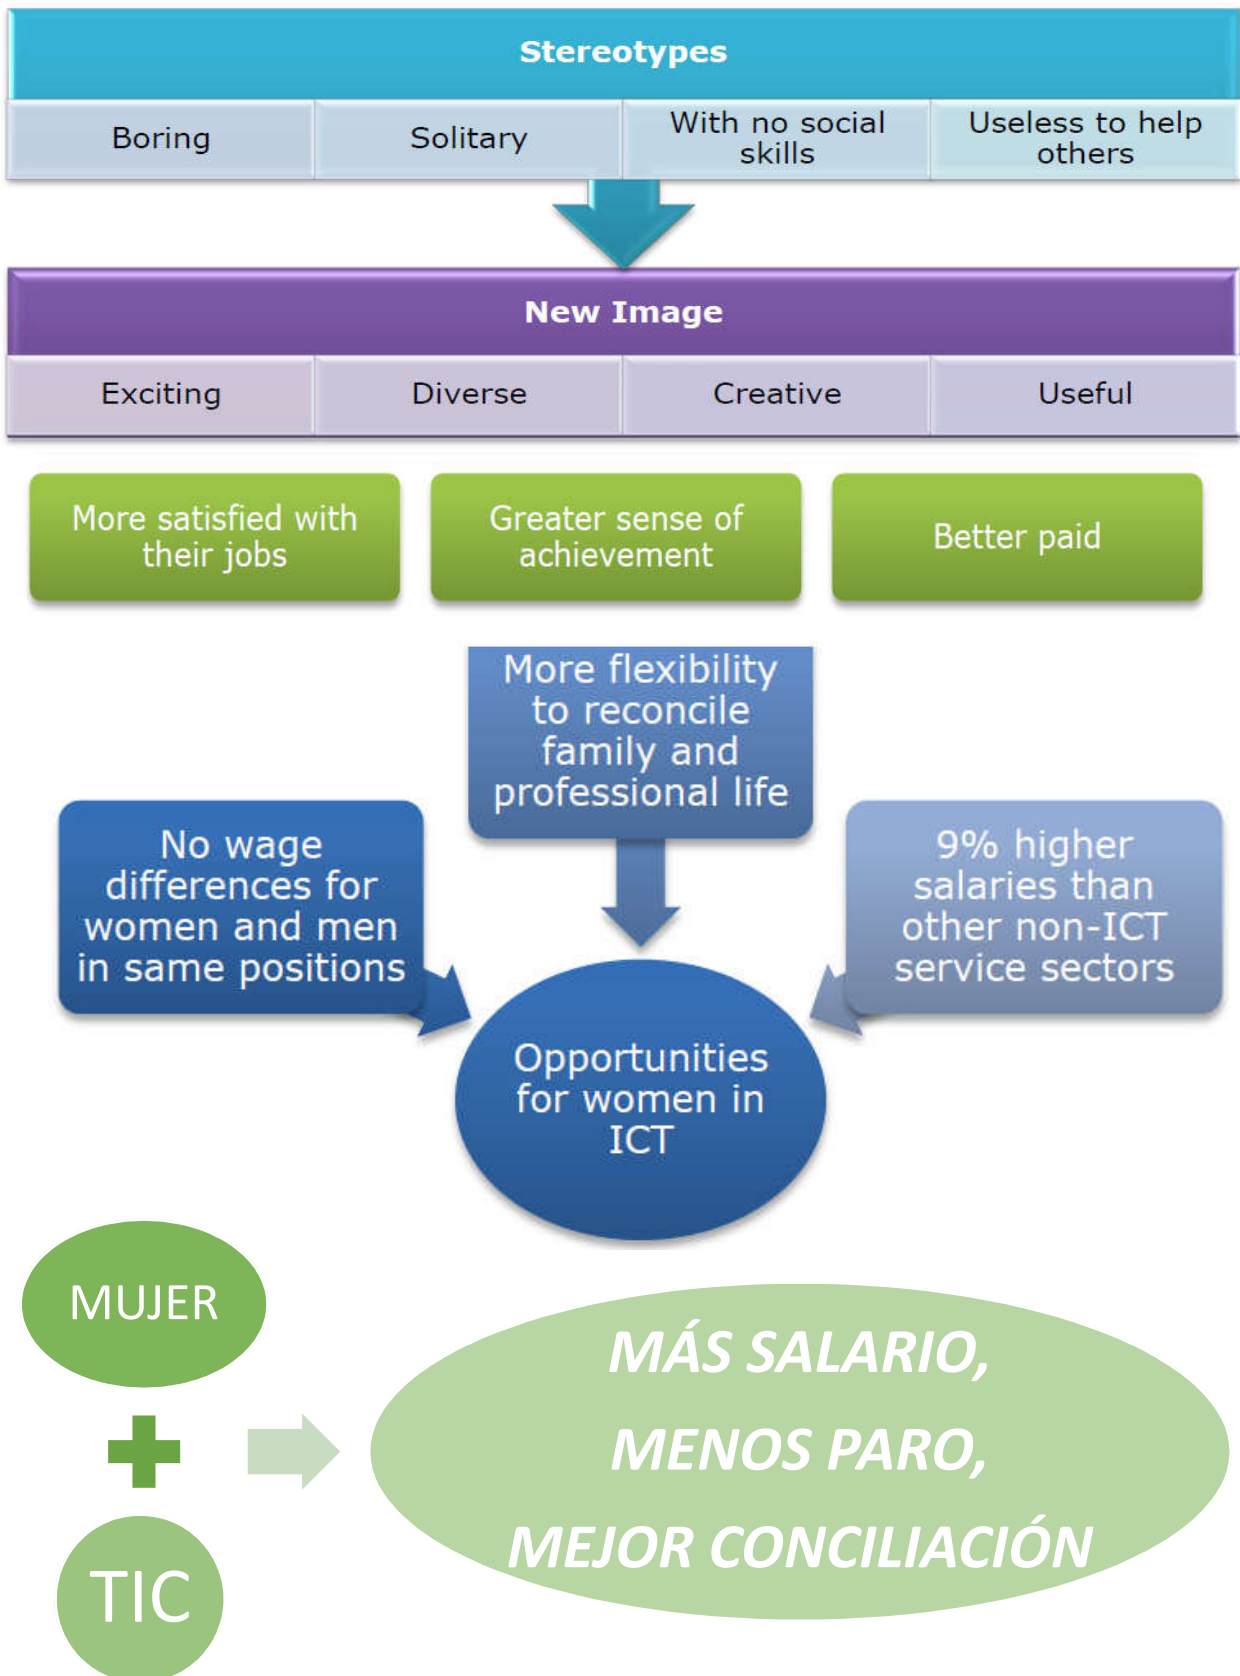 Stereotypes
Boring
Solitary
With no social
skills
Useless to help
others
New Image
Exciting
Diverse
Creative
Useful
More satisfied with
their jobs
Greater sense of
achievement
Better paid
More flexibility
to reconcile
family and
professional life
No wage
differences for
women and men
in same positions
9% higher
salaries than
other non-ICT
service sectors
Opportunities
for women in
ICT
MUJER
TIC
MÁS SALARIO,
MENOS PARO,
MEJOR CONCILIACIÓN